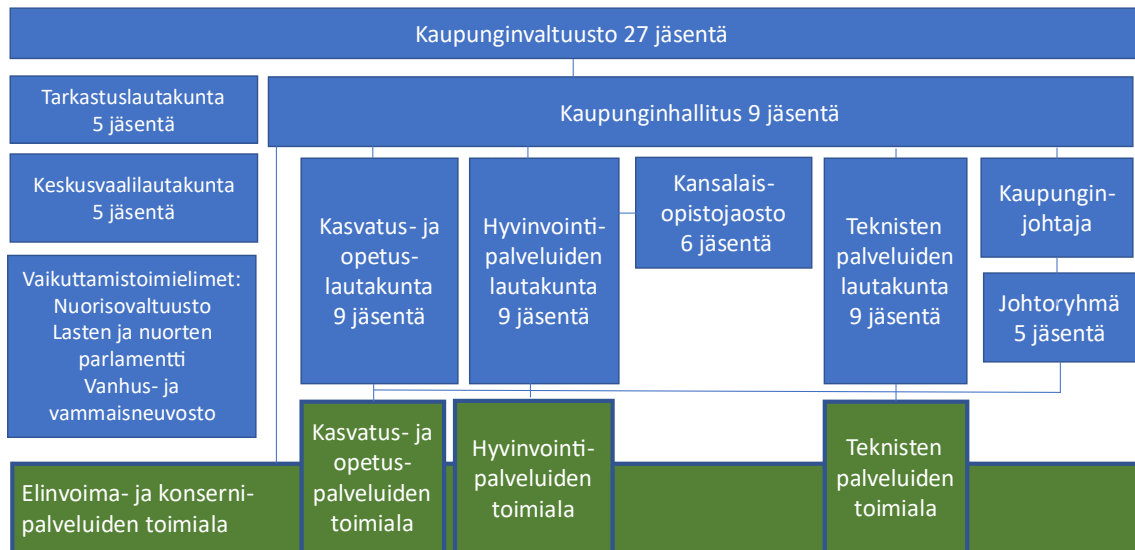 Kaupunginvaltuusto 27 jäsentä
Tarkastuslautakunta
5 jäsentä
Kaupunginhallitus 9 jäsentä
Keskusvaalilautakunta
5 jäsentä
Vaikuttamistoimielimet:
Nuorisovaltuusto
Lasten ja nuorten
parlamentti
Vanhus- ja
vammaisneuvosto
Kasvatus- ja
opetus-
lautakunta
9 jäsentä
Hyvinvointi-
palveluiden
lautakunta
9 jäsentä
Kansalais-
opistojaosto
6 jäsentä
Teknisten
palveluiden
lautakunta
9 jäsentä
Kaupungin-
johtaja
Johtoryhmä
5 jäsentä
Elinvoima- ja konserni-
palveluiden toimiala
Kasvatus- ja
opetus-
palveluiden
toimiala
Hyvinvointi-
palveluiden
toimiala
Teknisten
palveluiden
toimiala